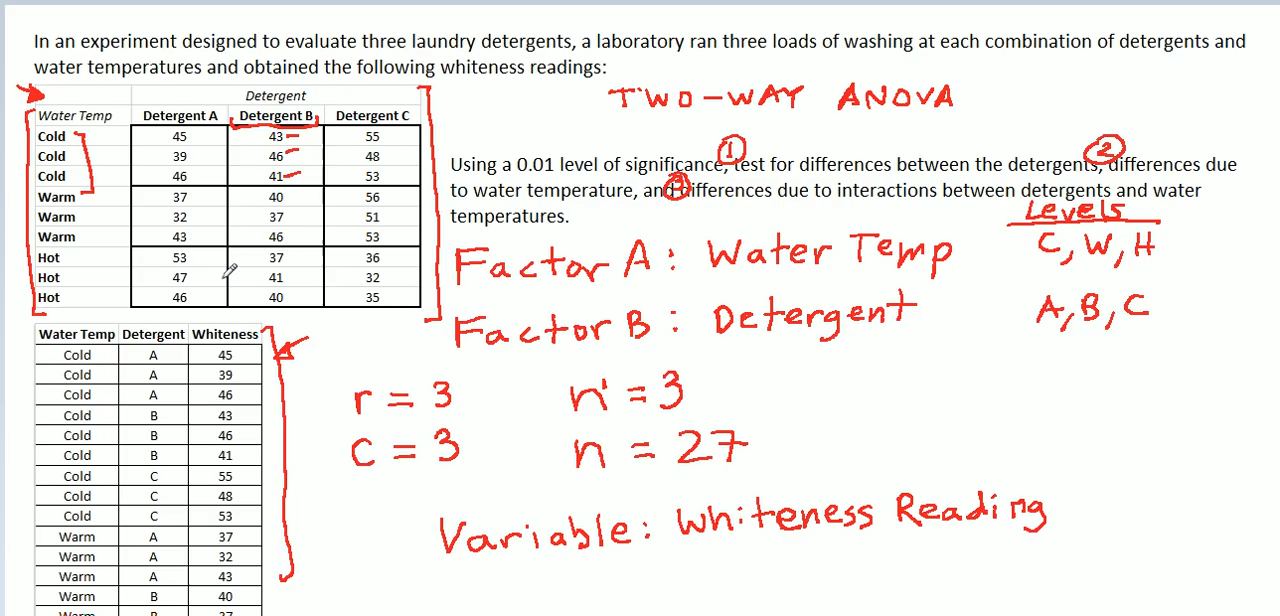 In an experiment designed to evaluate three laundry detergents, a laboratory ran three loads of washing at each combination of detergents and
water temperatures and obtained the following whiteness readings:
TWO-WAY ANOVA
Detergent
Water Temp Detergent A Detergent B Detergent C
Cold 45 43 55
Cold 39 46 48
Cold 46 41 53
Warm 37 40 56
Warm 32 37 51
Warm 43 46 53
Hot 53 37 36
Hot 47 41 32
Hot 46 40 35
1 2
Using a 0.01 level of significance, test for differences between the detergents, differences due
to water temperature, and differences due to interactions between detergents and water
temperatures.
Levels
Factor A: Water Temp C, W, H
Factor B: Detergent A, B, C
r = 3 n' = 3
c = 3 n = 27
Variable: Whiteness Reading
Water Temp Detergent Whiteness
Cold A 45
Cold A 39
Cold A 46
Cold B 43
Cold B 46
Cold B 41
Cold C 55
Cold C 48
Cold C 53
Warm A 37
Warm A 32
Warm A 43
Warm B 40
Warm B 37